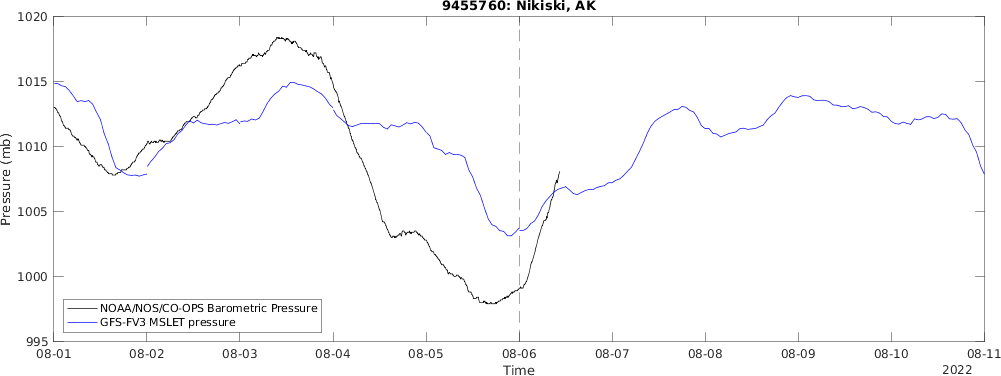 9455760: Nikiski, AK
1020
1015
1010
1005
1000
995
Pressure (mb)
NOAA/NOS/CO-OPS Barometric Pressure
GFS-FV3 MSLET pressure
08-01 08-02 08-03 08-04 08-05 08-06 08-07 08-08 08-09 08-10 08-11
Time
2022